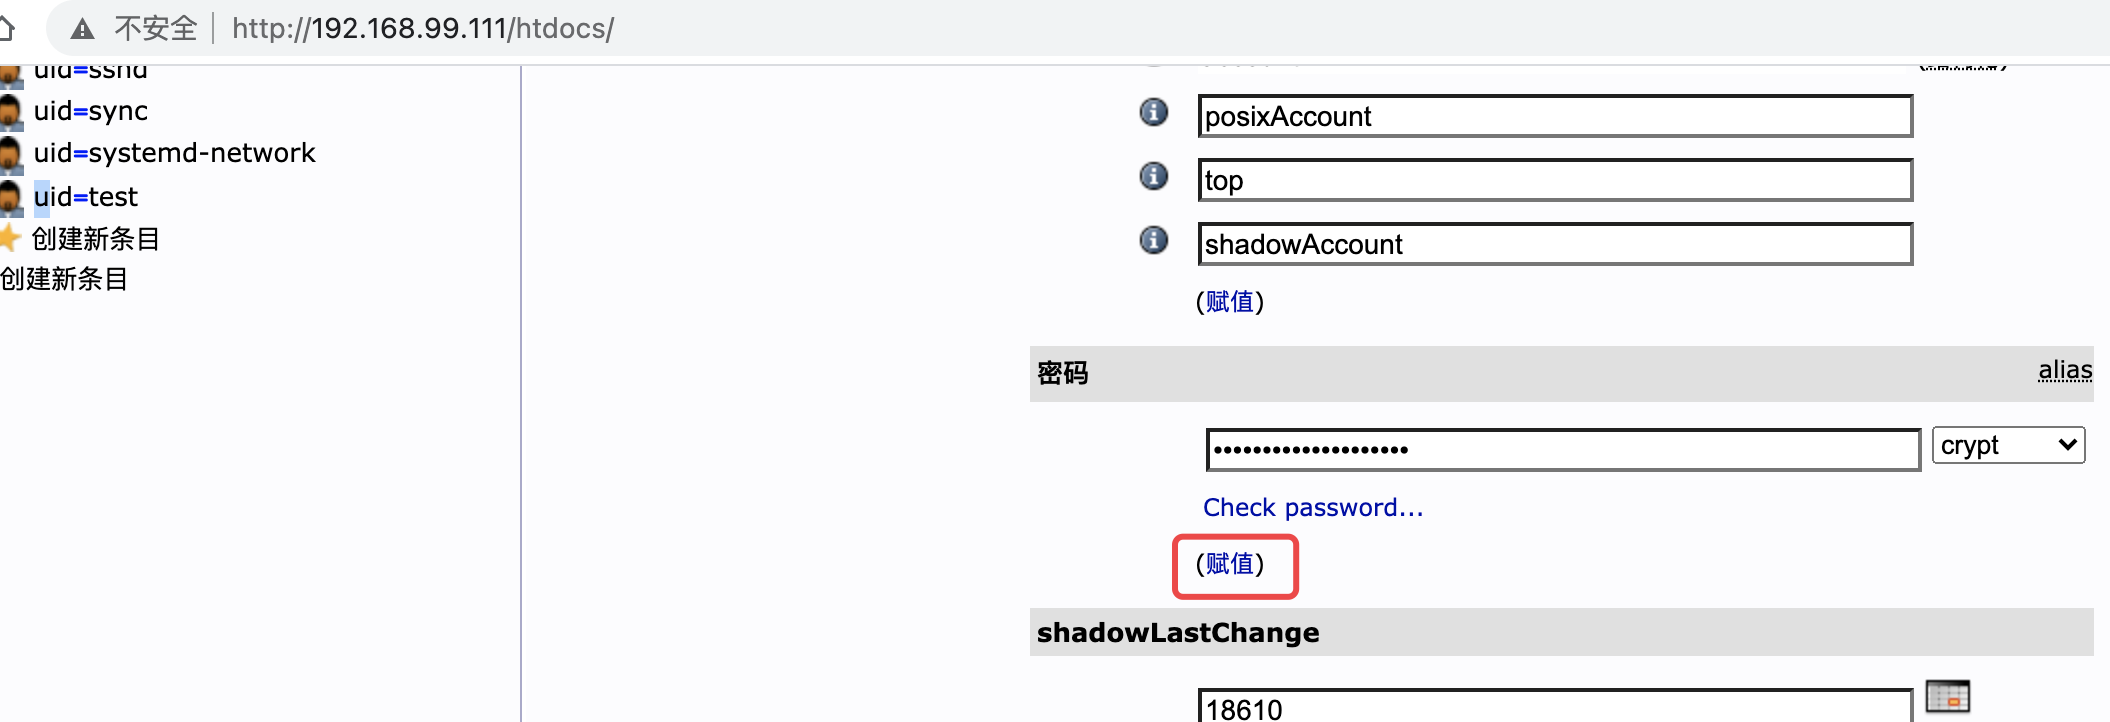 不安全 | http://192.168.99.111/htdocs/
uid=sshd
uid=sync
uid=systemd-network
uid=test
创建新条目
创建新条目
posixAccount
top
shadowAccount
(赋值)
密码
alias
••••••••••••••••••••
crypt
Check password...
(赋值)
shadowLastChange
18610